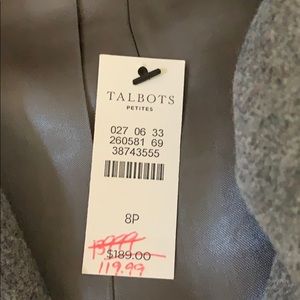 TALBOTS
PETITES
027 06 33
260581 69
38743555
8P
$189.00
119.99